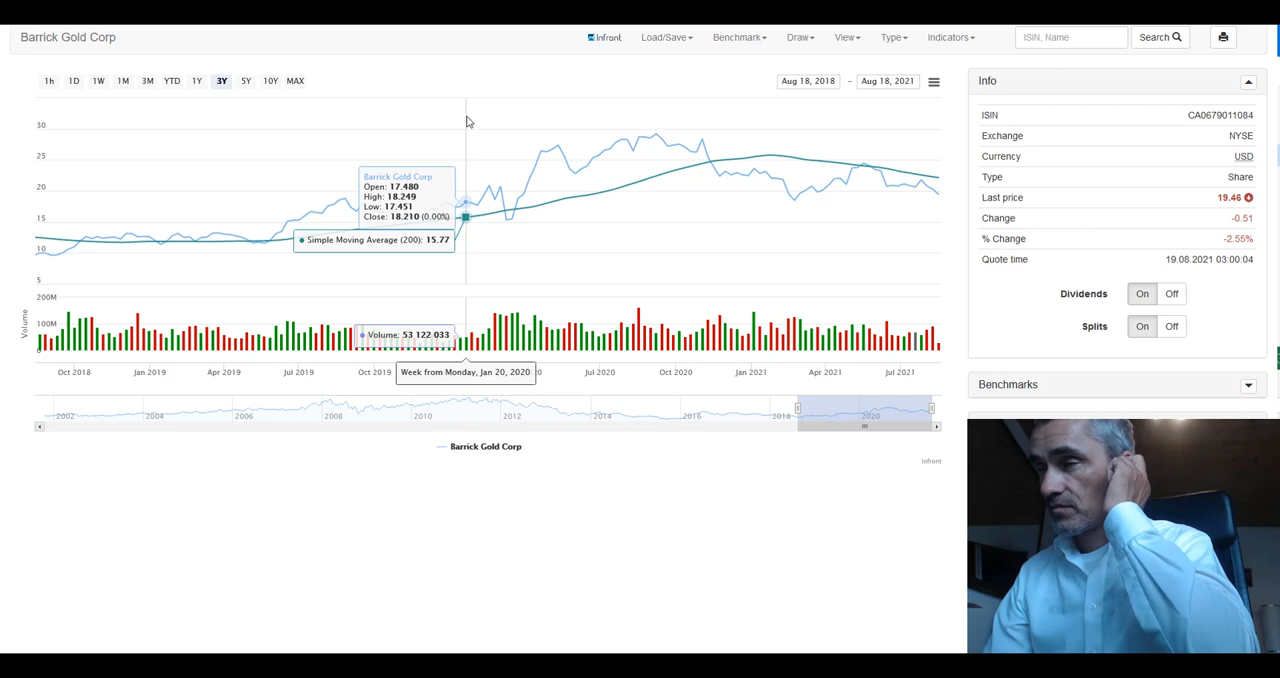 Barrick Gold Corp
Infront Load/Save Benchmark Draw View Type Indicators ISIN, Name Search
1h 1D 1W 1M 3M YTD 1Y 3Y 5Y 10Y MAX Aug 18, 2018 – Aug 18, 2021
30
25
20
15
10
5
Barrick Gold Corp
Open: 17.480
High: 18.249
Low: 17.451
Close: 18.210 (0.00%)
Simple Moving Average (200): 15.77
Volume
200M
100M
0
Volume: 53 122.033
Oct 2018 Jan 2019 Apr 2019 Jul 2019 Oct 2019 Jul 2020 Oct 2020 Jan 2021 Apr 2021 Jul 2021
Week from Monday, Jan 20, 2020
2002 2004 2006 2008 2010 2012 2014 2016 2018 2020
Barrick Gold Corp
Infront
Info
ISIN CA0679011084
Exchange NYSE
Currency USD
Type Share
Last price 19.46
Change -0.51
% Change -2.55%
Quote time 19.08.2021 03:00:04
Dividends On Off
Splits On Off
Benchmarks